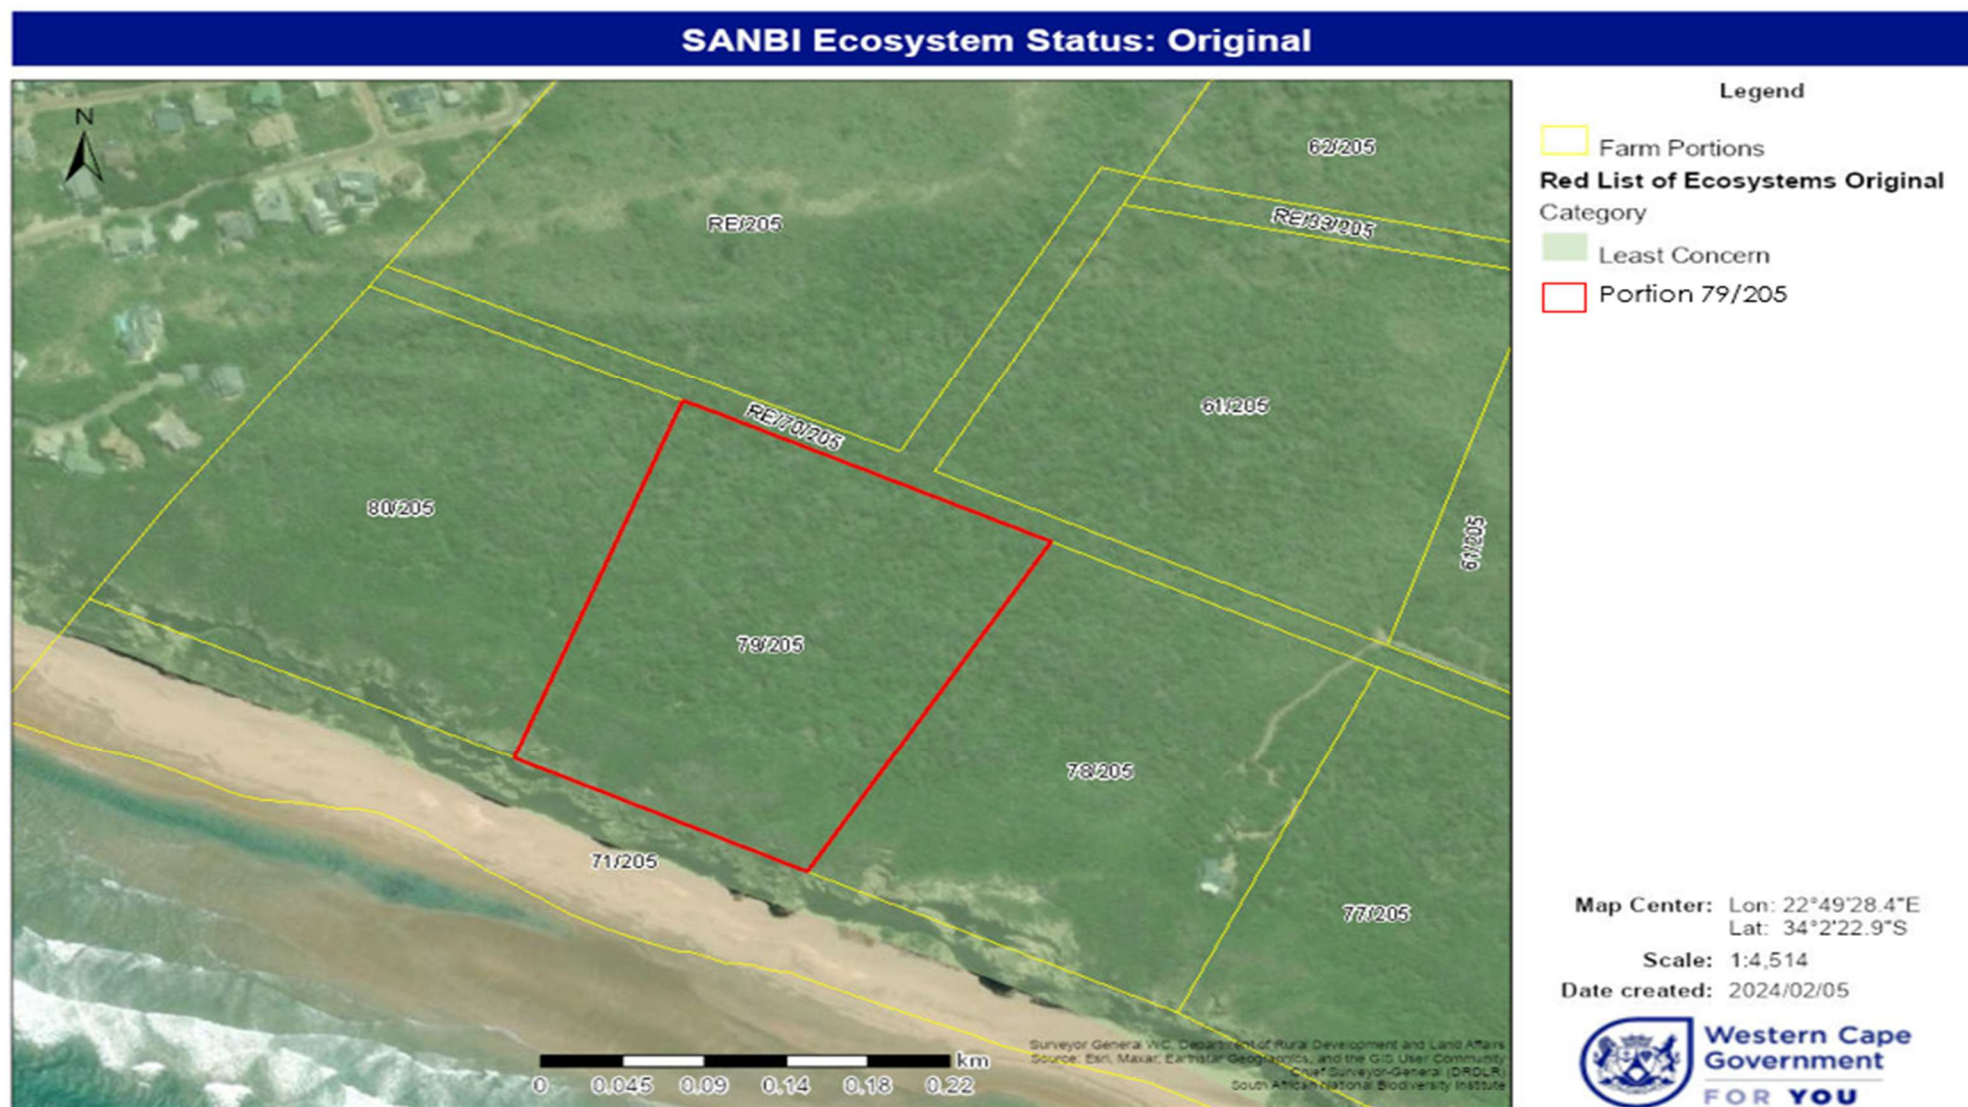 SANBI Ecosystem Status: Original
N
62/205
RE/205
RE/39/205
61/205
RE/70/205
80/205
61/205
79/205
78/205
71/205
77/205
km
0 0.045 0.09 0.14 0.18 0.22
Surveyor General WC, Department of Rural Development and Land Affairs
Source: Esri, Maxar, Earthstar Geographics, and the GIS User Community
Chief Surveyor-General (DRDLR)
South African National Biodiversity Institute
Legend
Farm Portions
Red List of Ecosystems Original
Category
Least Concern
Portion 79/205
Map Center: Lon: 22°49'28.4"E
Lat: 34°2'22.9"S
Scale: 1:4,514
Date created: 2024/02/05
Western Cape
Government
FOR YOU